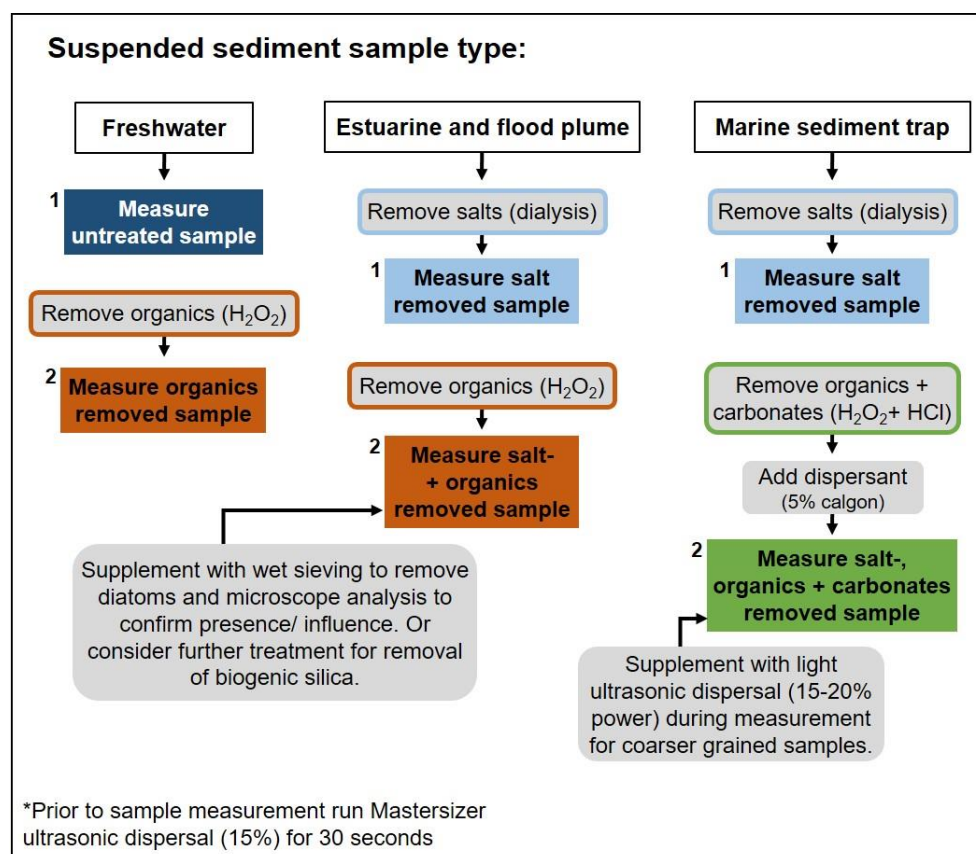 Suspended sediment sample type:
Freshwater
1
Measure
untreated sample
Remove organics (H₂O₂)
2
Measure organics
removed sample
Estuarine and flood plume
Remove salts (dialysis)
1
Measure salt
removed sample
Remove organics (H₂O₂)
2
Measure salt-
+ organics
removed sample
Supplement with wet sieving to remove
diatoms and microscope analysis to
confirm presence/ influence. Or
consider further treatment for removal
of biogenic silica.
Marine sediment trap
Remove salts (dialysis)
1
Measure salt
removed sample
Remove organics +
carbonates (H₂O₂+ HCl)
Add dispersant
(5% calgon)
2
Measure salt-,
organics + carbonates
removed sample
Supplement with light
ultrasonic dispersal (15-20%
power) during measurement
for coarser grained samples.
*Prior to sample measurement run Mastersizer
ultrasonic dispersal (15%) for 30 seconds